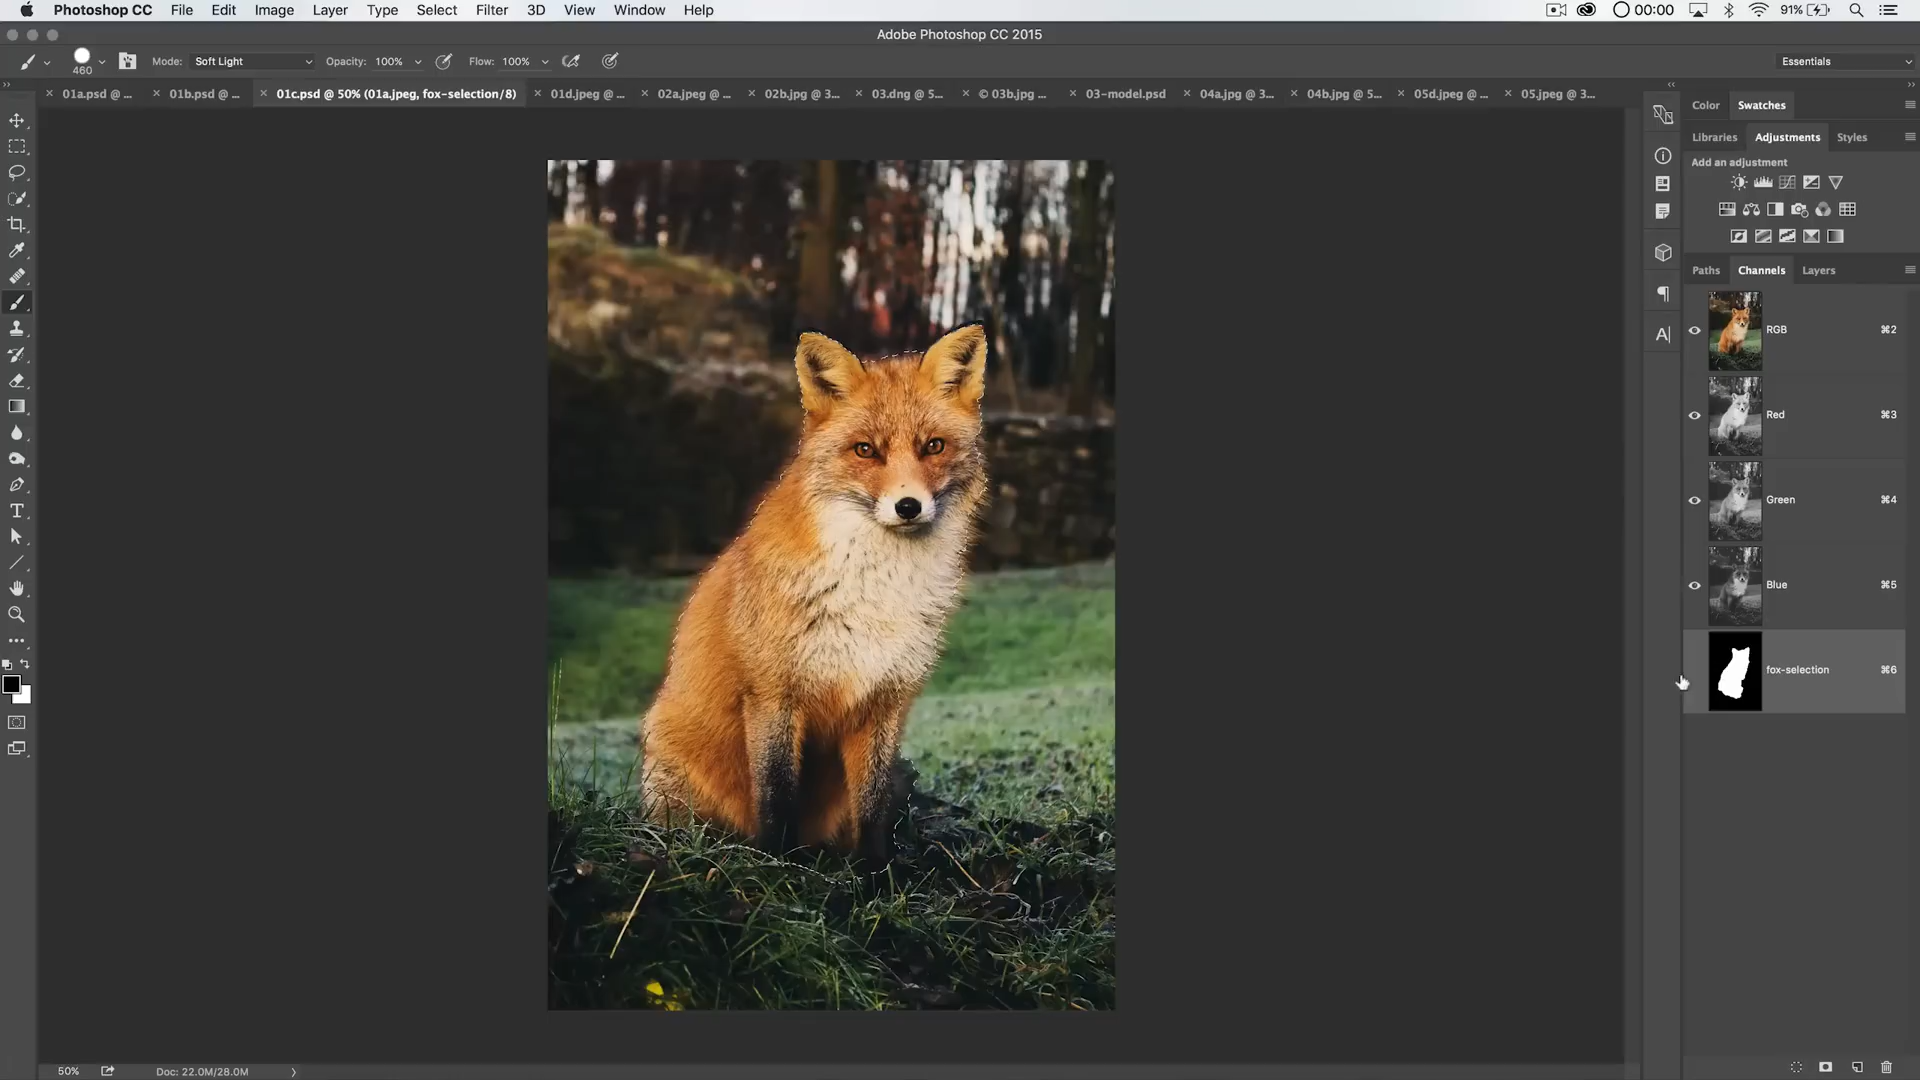 Photoshop CC File Edit Image Layer Type Select Filter 3D View Window Help 00:00 91%
Adobe Photoshop CC 2015
460 Mode: Soft Light Opacity: 100% Flow: 100% Essentials
01a.psd @ ... 01b.psd @ ... 01c.psd @ 50% (01a.jpeg, fox-selection/8) 01d.jpeg @ ... 02a.jpeg @ ... 02b.jpg @ 3... 03.dng @ 5... © 03b.jpg ... 03-model.psd 04a.jpg @ 3... 04b.jpg @ 5... 05d.jpeg @ ... 05.jpeg @ 3...
Color Swatches
Libraries Adjustments Styles
Add an adjustment
Paths Channels Layers
RGB ⌘2
Red ⌘3
Green ⌘4
Blue ⌘5
fox-selection ⌘6
50% Doc: 22.0M/28.0M